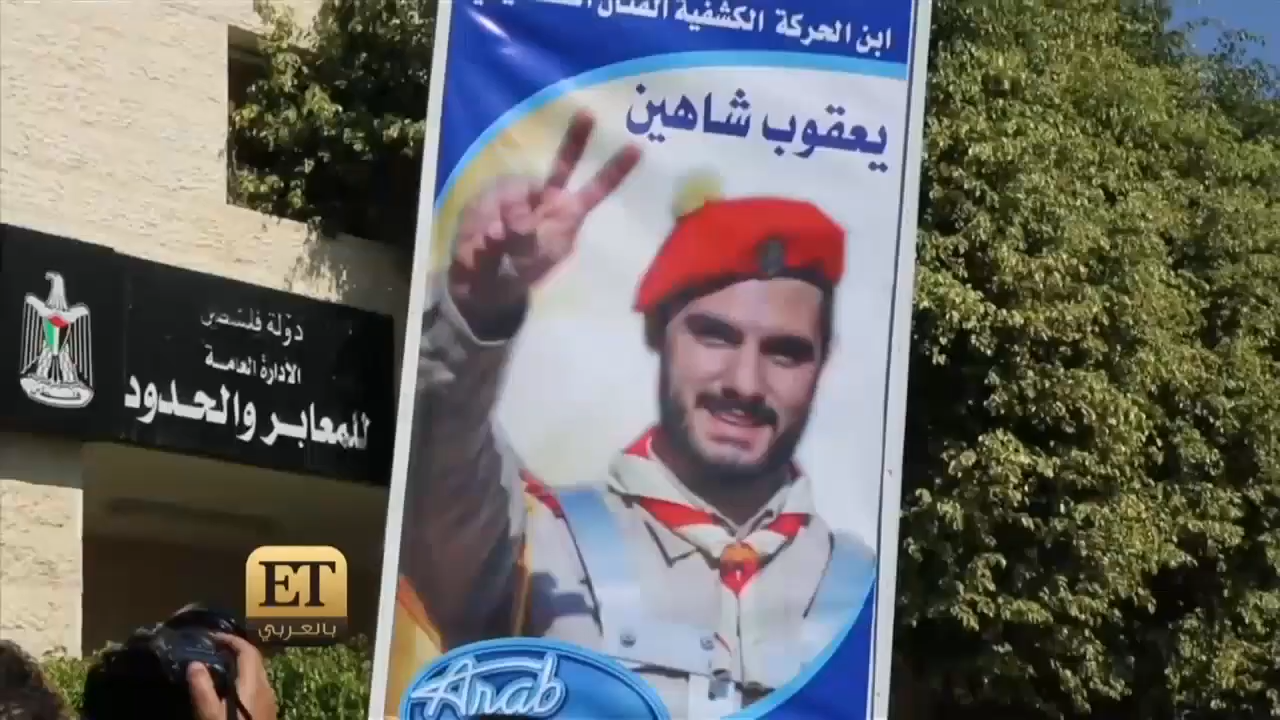 ابن الحركة الكشفية الفنان
يعقوب شاهين
دولة فلسطين
الادارة العامة
للمعابر والحدود
ET
بالعربي
Arab